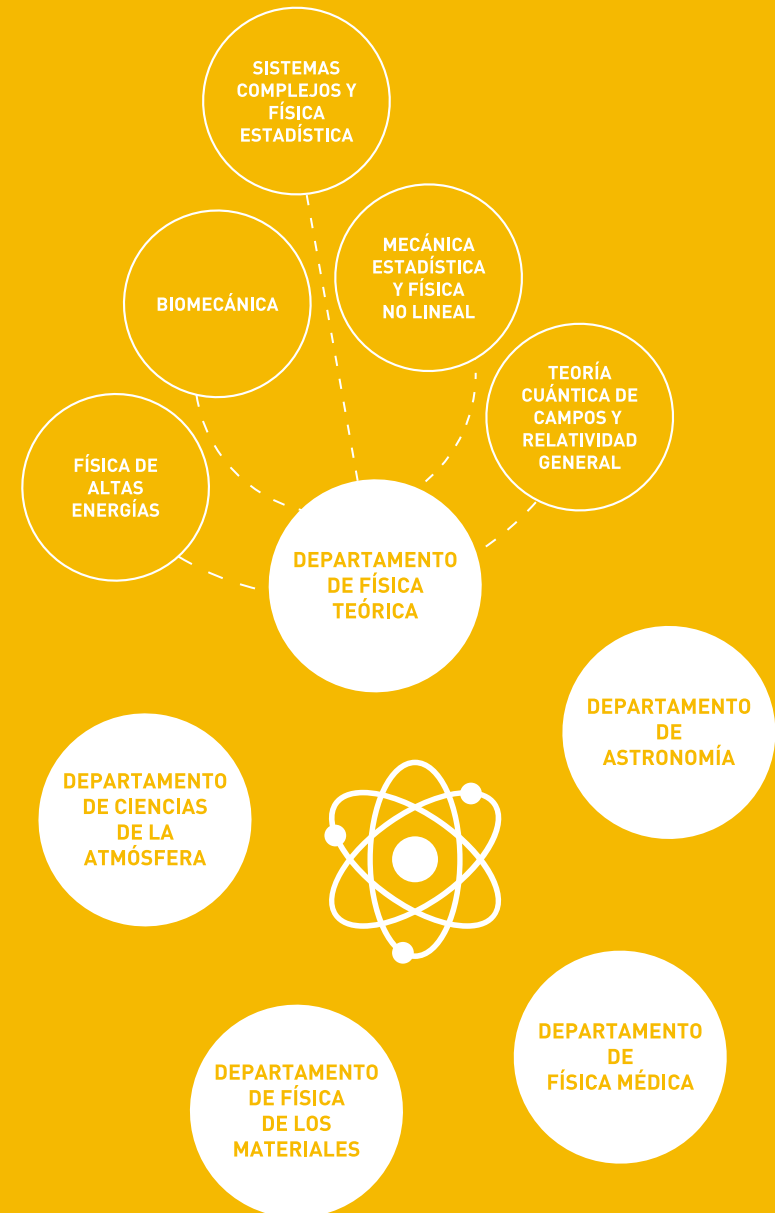 SISTEMAS
COMPLEJOS Y
FÍSICA
ESTADÍSTICA
MECÁNICA
ESTADÍSTICA
Y FÍSICA
NO LINEAL
BIOMECÁNICA
TEORÍA
CUÁNTICA DE
CAMPOS Y
RELATIVIDAD
GENERAL
FÍSICA DE
ALTAS
ENERGÍAS
DEPARTAMENTO
DE FÍSICA
TEÓRICA
DEPARTAMENTO
DE
ASTRONOMÍA
DEPARTAMENTO
DE CIENCIAS
DE LA
ATMÓSFERA
DEPARTAMENTO
DE
FÍSICA MÉDICA
DEPARTAMENTO
DE FÍSICA
DE LOS
MATERIALES